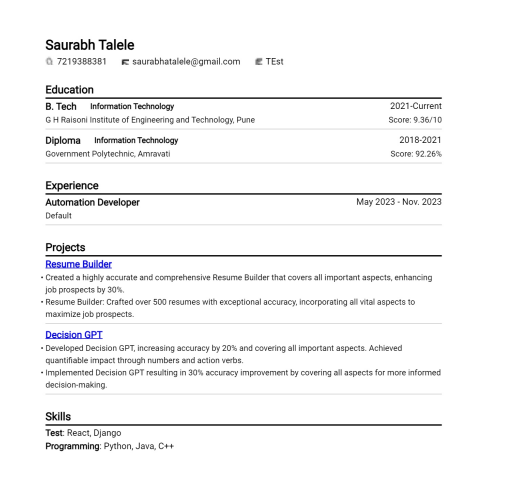 Saurabh Talele
7219388381 saurabhatalele@gmail.com TEst
Education
B. Tech Information Technology 2021-Current
G H Raisoni Institute of Engineering and Technology, Pune Score: 9.36/10
Diploma Information Technology 2018-2021
Government Polytechnic, Amravati Score: 92.26%
Experience
Automation Developer May 2023 - Nov. 2023
Default
Projects
Resume Builder
• Created a highly accurate and comprehensive Resume Builder that covers all important aspects, enhancing
job prospects by 30%.
• Resume Builder: Crafted over 500 resumes with exceptional accuracy, incorporating all vital aspects to
maximize job prospects.
Decision GPT
• Developed Decision GPT, increasing accuracy by 20% and covering all important aspects. Achieved
quantifiable impact through numbers and action verbs.
• Implemented Decision GPT resulting in 30% accuracy improvement by covering all aspects for more informed
decision-making.
Skills
Test: React, Django
Programming: Python, Java, C++